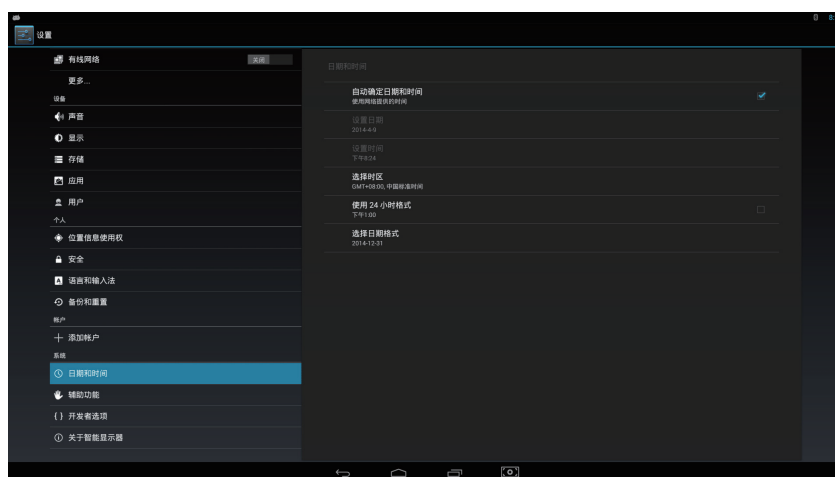 8:
设置
有线网络
关闭
更多...
设备
声音
显示
存储
应用
用户
个人
位置信息使用权
安全
语言和输入法
备份和重置
帐户
添加帐户
系统
日期和时间
辅助功能
{ } 开发者选项
关于智能显示器
日期和时间
自动确定日期和时间
使用网络提供的时间
设置日期
2014-4-9
设置时间
下午8:24
选择时区
GMT+08:00, 中国标准时间
使用 24 小时格式
下午1:00
选择日期格式
2014-12-31